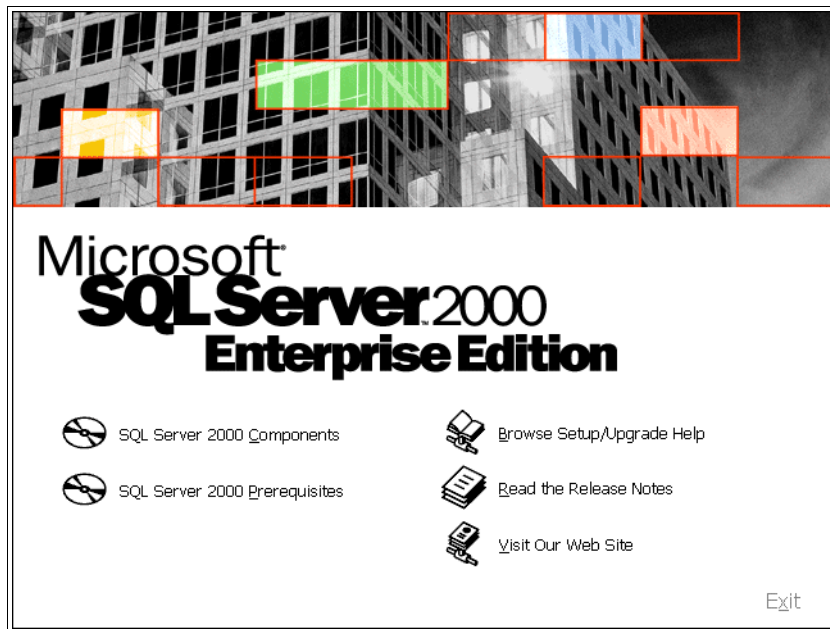 Microsoft®
SQL Server™ 2000
Enterprise Edition
SQL Server 2000 Components
SQL Server 2000 Prerequisites
Browse Setup/Upgrade Help
Read the Release Notes
Visit Our Web Site
Exit